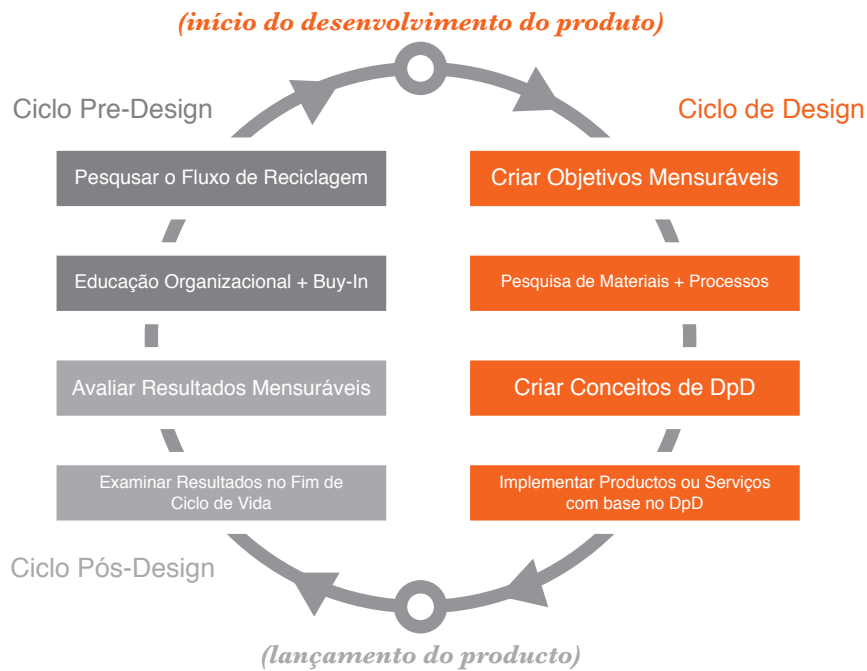 (início do desenvolvimento do produto)
Ciclo Pre-Design
Ciclo de Design
Pesqusar o Fluxo de Reciclagem
Criar Objetivos Mensuráveis
Educação Organizacional + Buy-In
Pesquisa de Materiais + Processos
Avaliar Resultados Mensuráveis
Criar Conceitos de DpD
Examinar Resultados no Fim de
Ciclo de Vida
Implementar Productos ou Serviços
com base no DpD
Ciclo Pós-Design
(lançamento do producto)